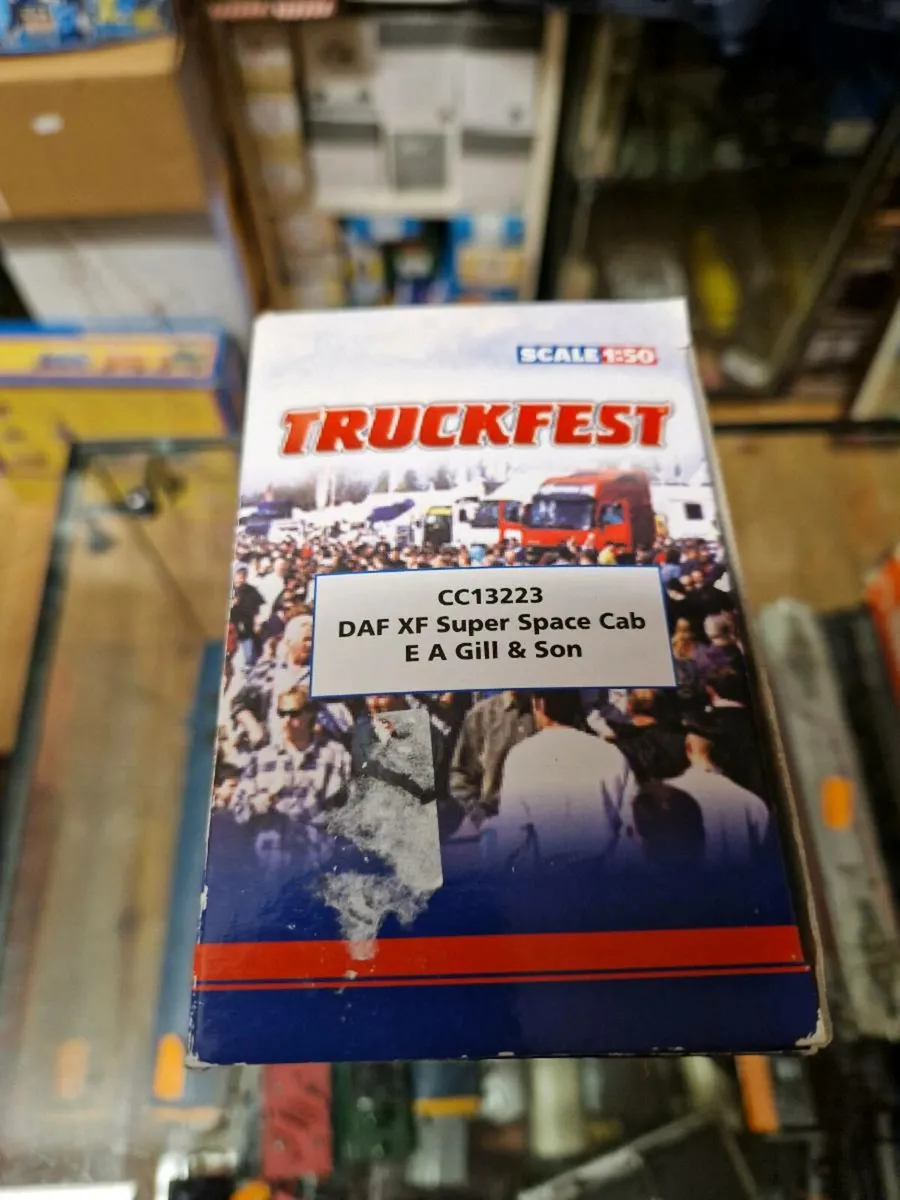 SCALE 1:50
TRUCKFEST
CC13223
DAF XF Super Space Cab
E A Gill & Son